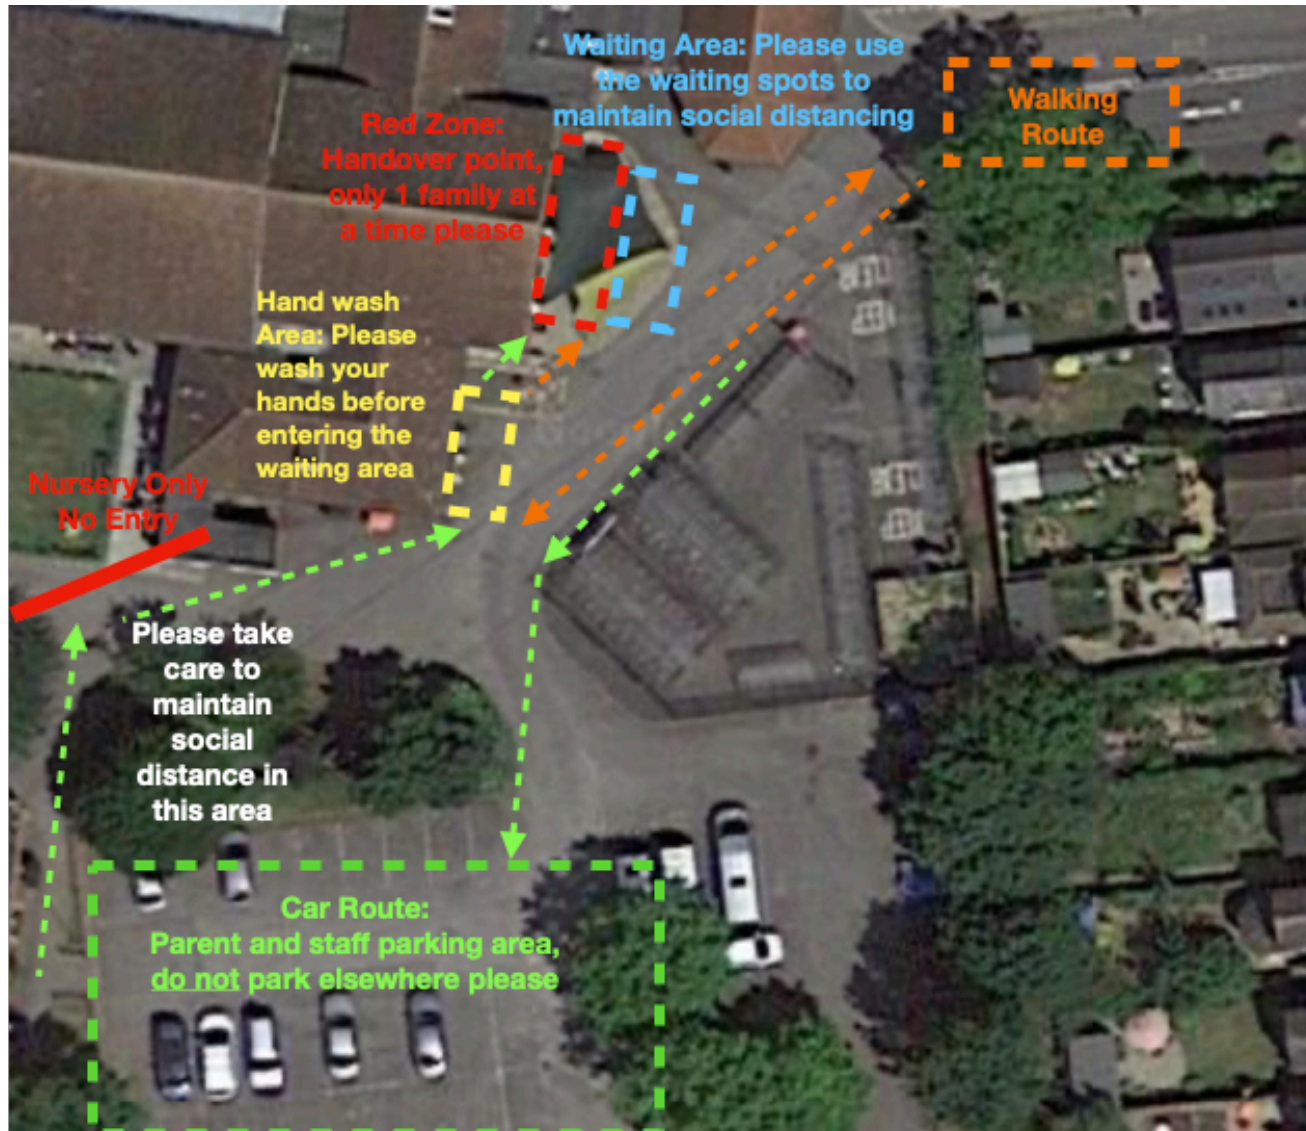 Waiting Area: Please use
the waiting spots to
maintain social distancing
Walking
Route
Red Zone:
Handover point,
only 1 family at
a time please
Hand wash
Area: Please
wash your
hands before
entering the
waiting area
Nursery Only
No Entry
Please take
care to
maintain
social
distance in
this area
Car Route:
Parent and staff parking area,
do not park elsewhere please